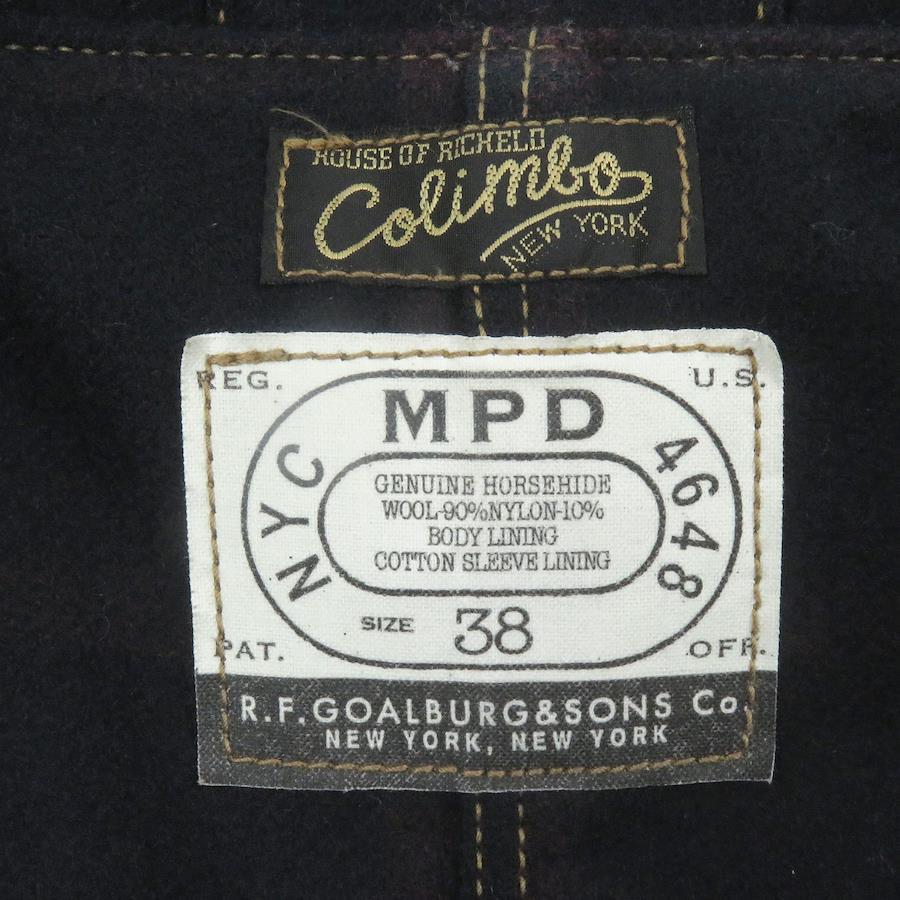 HOUSE OF RICHELD
Colimbo
NEW YORK
REG. U.S.
MPD
NYC 4648
GENUINE HORSEHIDE
WOOL-90%NYLON-10%
BODY LINING
COTTON SLEEVE LINING
SIZE 38
PAT. OFF.
R.F.GOALBURG&SONS Co.
NEW YORK, NEW YORK